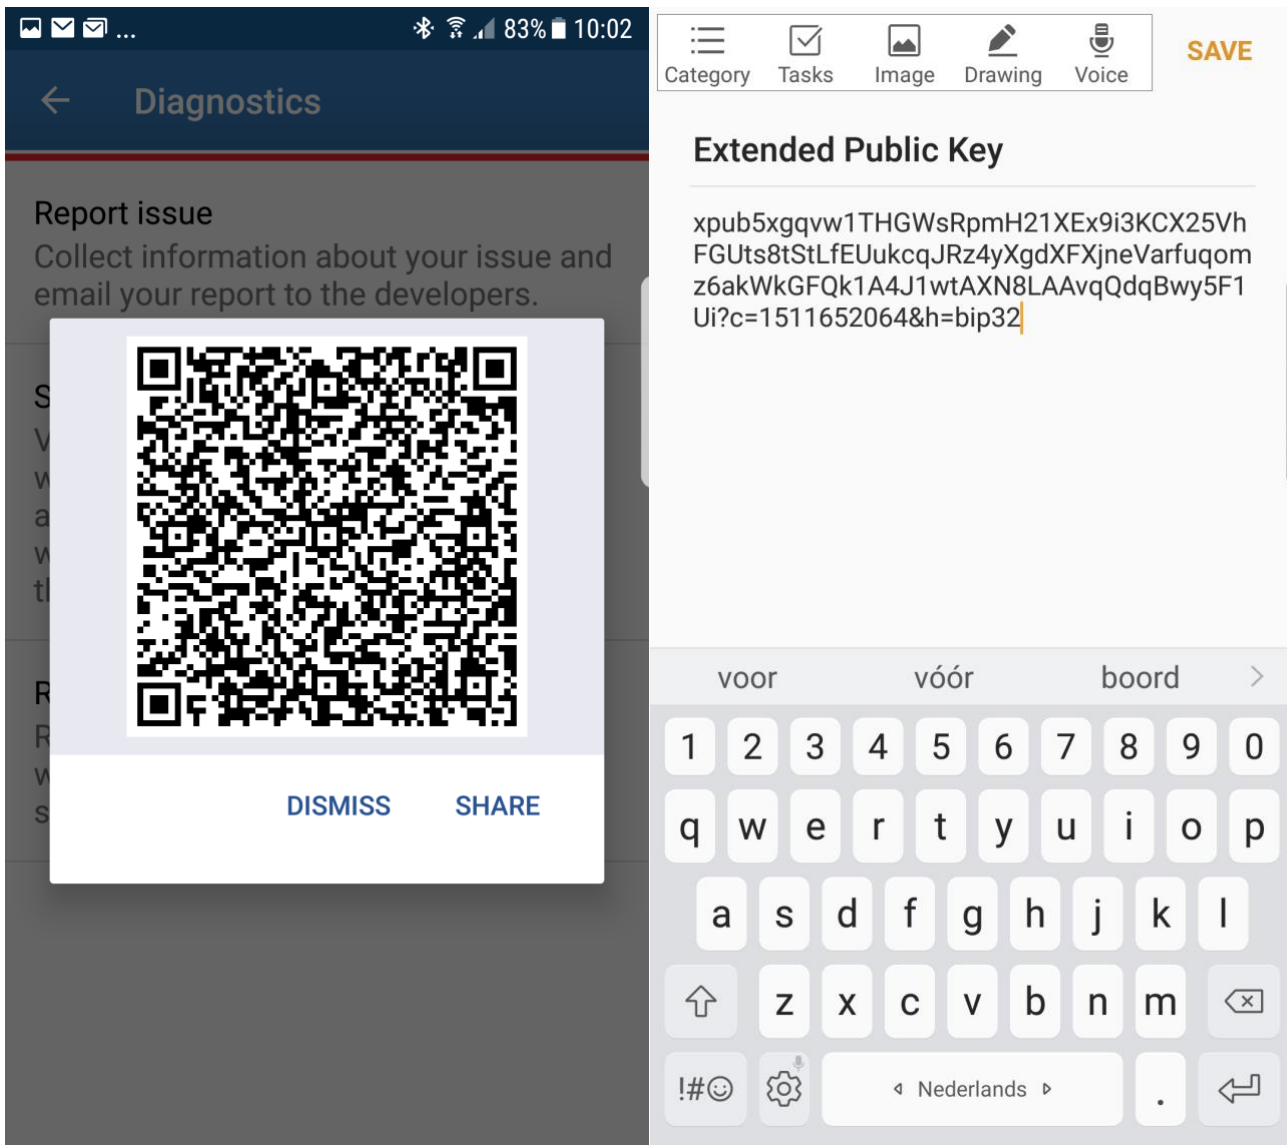 ... 83% 10:02
Diagnostics
Report issue
Collect information about your issue and
email your report to the developers.
S
V
w
a
w
tl
R
R
w
s
DISMISS SHARE
Category Tasks Image Drawing Voice SAVE
Extended Public Key
xpub5xgqvw1THGWsRpmH21XEx9i3KCX25Vh
FGUts8tStLfEUukcqJRz4yXgdXFXjneVarfuqom
z6akWkGFQk1A4J1wtAXN8LAAvqQdqBwy5F1
Ui?c=1511652064&h=bip32
voor vóór boord
1 2 3 4 5 6 7 8 9 0
q w e r t y u i o p
a s d f g h j k l
z x c v b n m
!#☺ Nederlands .